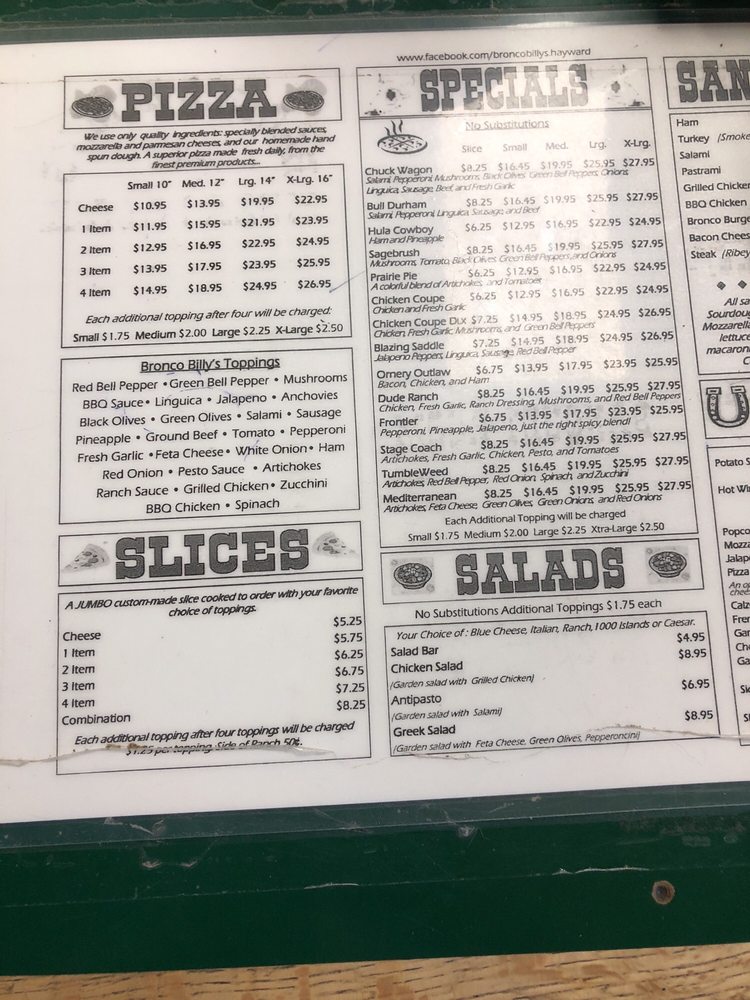 www.facebook.com/broncobillys.hayward
PIZZA
We use only quality ingredients: specially blended sauces,
mozzarella and parmesan cheeses, and our homemade hand
spun dough. A superior pizza made fresh daily, from the
finest premium products...
Small 10" Med. 12" Lrg. 14" X-Lrg. 16"
Cheese $10.95 $13.95 $19.95 $22.95
1 Item $11.95 $15.95 $21.95 $23.95
2 Item $12.95 $16.95 $22.95 $24.95
3 Item $13.95 $17.95 $23.95 $25.95
4 Item $14.95 $18.95 $24.95 $26.95
Each additional topping after four will be charged:
Small $1.75 Medium $2.00 Large $2.25 X-Large $2.50
Bronco Billy's Toppings
Red Bell Pepper • Green Bell Pepper • Mushrooms
BBQ Sauce • Linguica • Jalapeno • Anchovies
Black Olives • Green Olives • Salami • Sausage
Pineapple • Ground Beef • Tomato • Pepperoni
Fresh Garlic • Feta Cheese • White Onion • Ham
Red Onion • Pesto Sauce • Artichokes
Ranch Sauce • Grilled Chicken • Zucchini
BBQ Chicken • Spinach
SLICES
A JUMBO custom-made slice cooked to order with your favorite
choice of toppings.
Cheese $5.25
1 Item $5.75
2 Item $6.25
3 Item $6.75
4 Item $7.25
Combination $8.25
Each additional topping after four toppings will be charged
$1.25 per topping. Side of Ranch 50¢.
SPECIALS
No Substitutions
Slice Small Med. Lrg. X-Lrg.
Chuck Wagon $8.25 $16.45 $19.95 $25.95 $27.95
Salami, Pepperoni, Mushrooms, Black Olives, Green Bell Peppers, Onions,
Linguica, Sausage, Beef, and Fresh Garlic
Bull Durham $8.25 $16.45 $19.95 $25.95 $27.95
Salami, Pepperoni, Linguica, Sausage, and Beef
Hula Cowboy $6.25 $12.95 $16.95 $22.95 $24.95
Ham and Pineapple
Sagebrush $8.25 $16.45 $19.95 $25.95 $27.95
Mushrooms, Tomato, Black Olives, Green Bell Peppers, and Onions
Prairie Pie $6.25 $12.95 $16.95 $22.95 $24.95
A colorful blend of Artichokes, and Tomatoes
Chicken Coupe $6.25 $12.95 $16.95 $22.95 $24.95
Chicken and Fresh Garlic
Chicken Coupe Dux $7.25 $14.95 $18.95 $24.95 $26.95
Chicken, Fresh Garlic, Mushrooms, and Green Bell Peppers
Blazing Saddle $7.25 $14.95 $18.95 $24.95 $26.95
Jalapeno Peppers, Linguica, Sausage, Red Bell Pepper
Ornery Outlaw $6.75 $13.95 $17.95 $23.95 $25.95
Bacon, Chicken, and Ham
Dude Ranch $8.25 $16.45 $19.95 $25.95 $27.95
Chicken, Fresh Garlic, Ranch Dressing, Mushrooms, and Red Bell Peppers
Frontier $6.75 $13.95 $17.95 $23.95 $25.95
Pepperoni, Pineapple, Jalapeno, just the right spicy blend!
Stage Coach $8.25 $16.45 $19.95 $25.95 $27.95
Artichokes, Fresh Garlic, Chicken, Pesto, and Tomatoes
TumbleWeed $8.25 $16.45 $19.95 $25.95 $27.95
Artichokes, Red Bell Pepper, Red Onion, Spinach, and Zucchini
Mediterranean $8.25 $16.45 $19.95 $25.95 $27.95
Artichokes, Feta Cheese, Green Olives, Green Onions, and Red Onions
Each Additional Topping will be charged
Small $1.75 Medium $2.00 Large $2.25 Xtra-Large $2.50
SALADS
No Substitutions Additional Toppings $1.75 each
Your Choice of: Blue Cheese, Italian, Ranch, 1000 Islands or Caesar.
Salad Bar $4.95
Chicken Salad $8.95
(Garden salad with Grilled Chicken)
Antipasto $6.95
(Garden salad with Salami)
Greek Salad $8.95
(Garden salad with Feta Cheese, Green Olives, Pepperoncini)
SAN
Ham
Turkey (Smoke
Salami
Pastrami
Grilled Chicke
BBQ Chicken
Bronco Burg
Bacon Chees
Steak (Ribey
All sa
Sourdoug
Mozzarell
lettuce
macaron
C
Potato S
Hot Wi
Popco
Mozz
Jalap
Pizza
An op
chee
Calz
Fren
Gar
Che
Ga